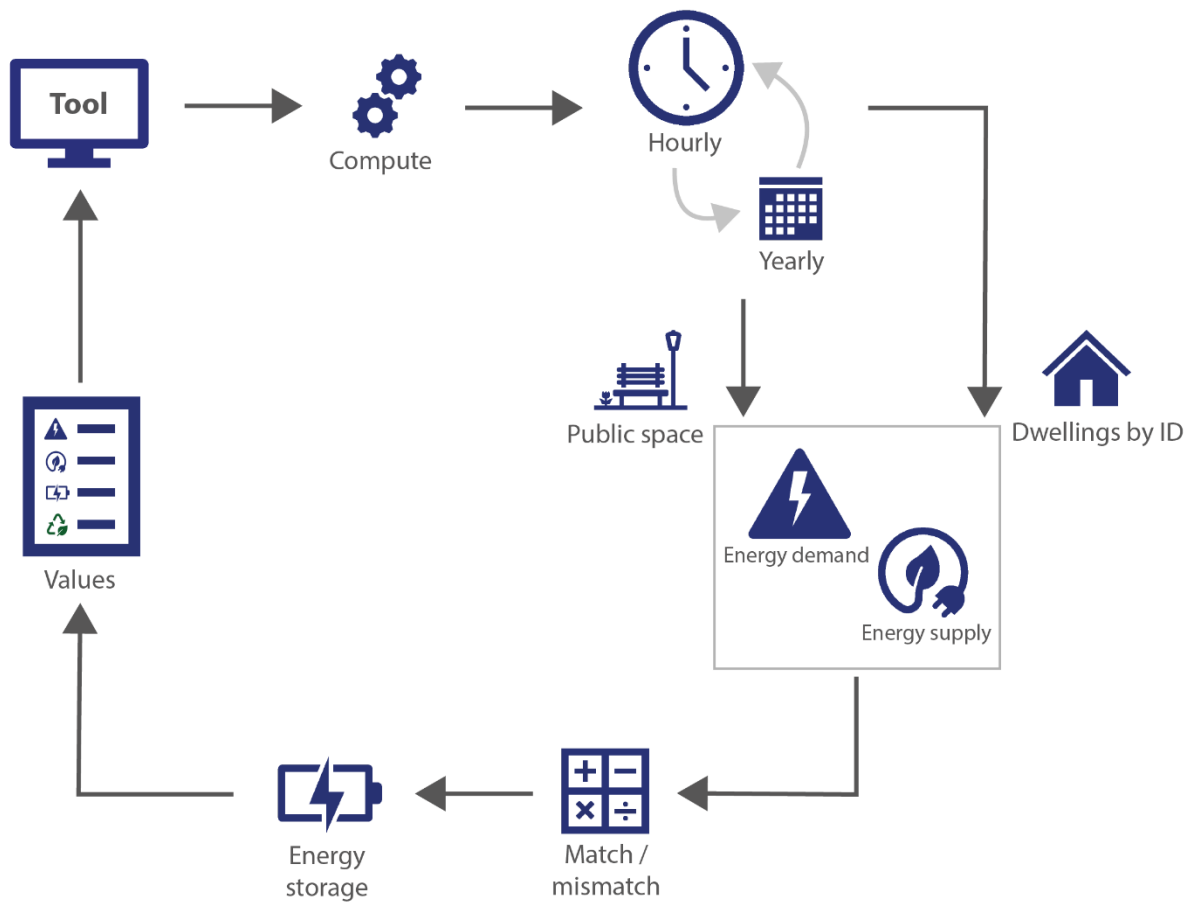 Tool
Compute
Hourly
Yearly
Public space
Dwellings by ID
Energy demand
Energy supply
Values
Energy
storage
Match /
mismatch